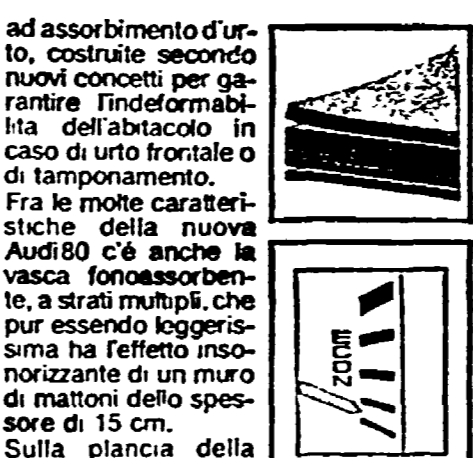 ad assorbimento d'ur-
to, costruite secondo
nuovi concetti per ga-
rantire l'indeformabi-
lità dell'abitacolo in
caso di urto frontale o
di tamponamento.
Fra le molte caratteri-
stiche della nuova
Audi80 c'é anche la
vasca fonoassorben-
te, a strati multipli, che
pur essendo leggeris-
sima ha l'effetto inso-
norizzante di un muro
di mattoni dello spes-
sore di 15 cm.
Sulla plancia della
zoom